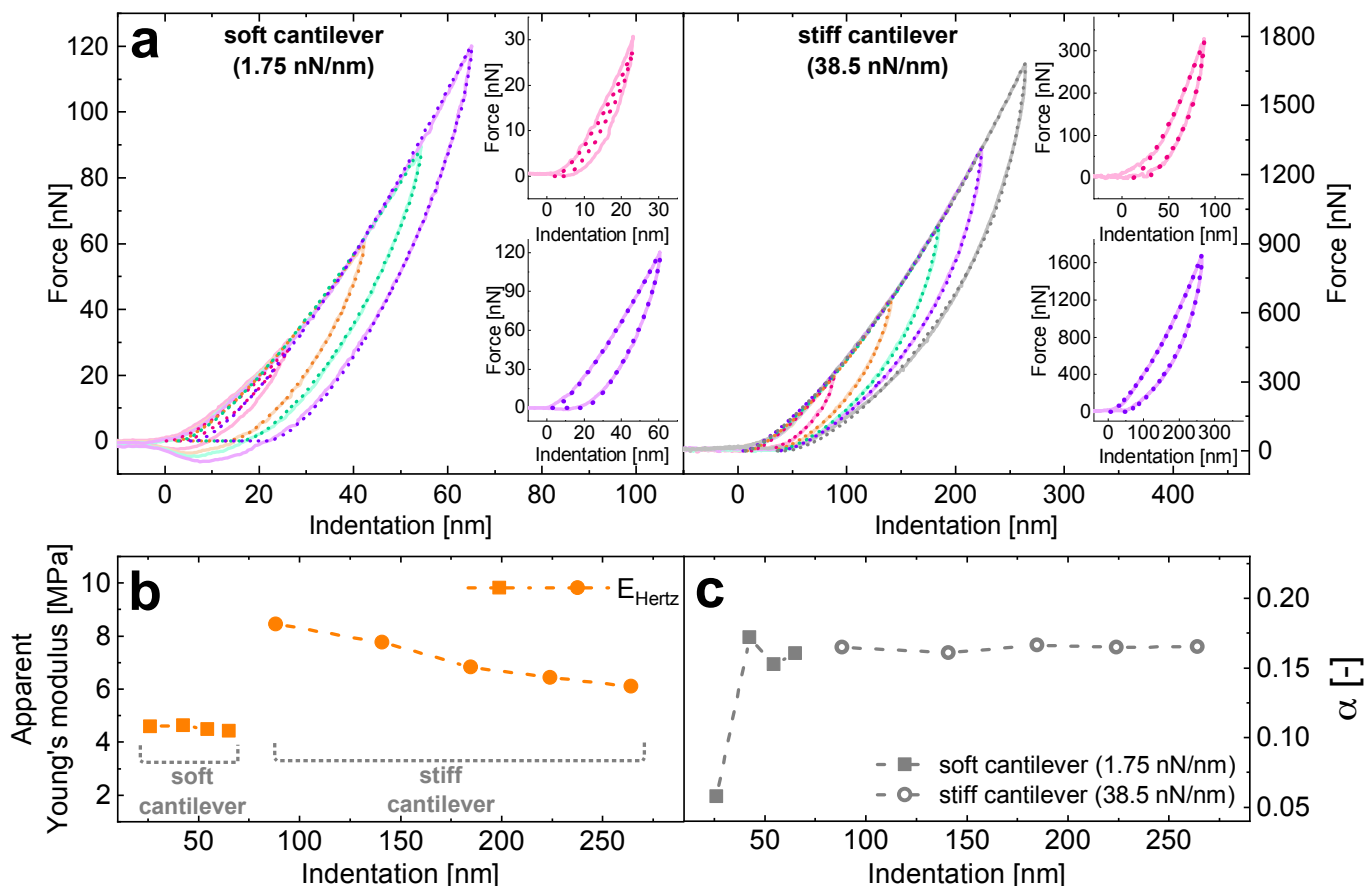 a
soft cantilever
(1.75 nN/nm)
Force [nN]
120
100
80
60
40
20
0
0 20 40 60 80 100
Indentation [nm]
Force [nN]
30
20
10
0
0 10 20 30
Indentation [nm]
Force [nN]
120
90
60
30
0
0 20 40 60
Indentation [nm]
stiff cantilever
(38.5 nN/nm)
Force [nN]
300
200
100
0
0 50 100
Indentation [nm]
Force [nN]
1600
1200
800
400
0
0 100 200 300
Indentation [nm]
1800
1500
1200
900
600
300
0
Force [nN]
0 100 200 300 400
Indentation [nm]
b
Apparent
Young's modulus [MPa]
10
8
6
4
2
E_Hertz
soft
cantilever
stiff
cantilever
50 100 150 200 250
Indentation [nm]
c
0.20
0.15
0.10
0.05
α [-]
soft cantilever (1.75 nN/nm)
stiff cantilever (38.5 nN/nm)
50 100 150 200 250
Indentation [nm]